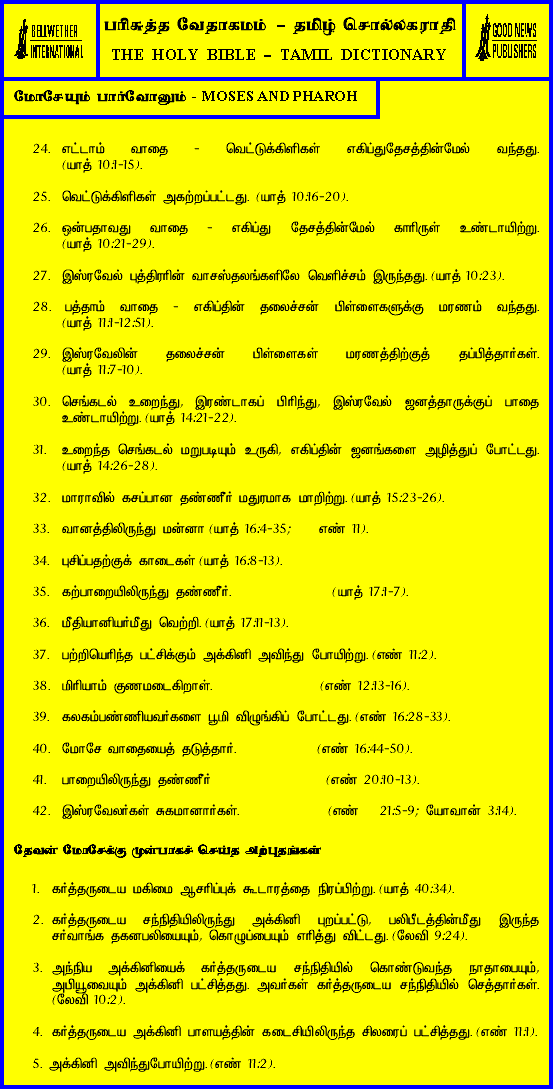 BELLWETHER
INTERNATIONAL
பரிசுத்த வேதாகமம் – தமிழ் சொல்லகராதி
THE HOLY BIBLE – TAMIL DICTIONARY
GOOD NEWS
PUBLISHERS
மோசேயும் பார்வோனும் - MOSES AND PHAROH
24. எட்டாம் வாதை - வெட்டுக்கிளிகள் எகிப்துதேசத்தின்மேல் வந்தது.
(யாத் 10:1-15).
25. வெட்டுக்கிளிகள் அகற்றப்பட்டது. (யாத் 10:16-20).
26. ஒன்பதாவது வாதை - எகிப்து தேசத்தின்மேல் காரிருள் உண்டாயிற்று.
(யாத் 10:21-29).
27. இஸ்ரவேல் புத்திரரின் வாசஸ்தலங்களிலே வெளிச்சம் இருந்தது. (யாத் 10:23).
28. பத்தாம் வாதை - எகிப்தின் தலைச்சன் பிள்ளைகளுக்கு மரணம் வந்தது.
(யாத் 11:1-12:51).
29. இஸ்ரவேலின் தலைச்சன் பிள்ளைகள் மரணத்திற்குத் தப்பித்தார்கள்.
(யாத் 11:7-10).
30. செங்கடல் உறைந்து, இரண்டாகப் பிரிந்து, இஸ்ரவேல் ஜனத்தாருக்குப் பாதை
உண்டாயிற்று. (யாத் 14:21-22).
31. உறைந்த செங்கடல் மறுபடியும் உருகி, எகிப்தின் ஜனங்களை அழித்துப் போட்டது.
(யாத் 14:26-28).
32. மாராவில் கசப்பான தண்ணீர் மதுரமாக மாறிற்று. (யாத் 15:23-26).
33. வானத்திலிருந்து மன்னா (யாத் 16:4-35; எண் 11).
34. புசிப்பதற்குக் காடைகள் (யாத் 16:8-13).
35. கற்பாறையிலிருந்து தண்ணீர். (யாத் 17:1-7).
36. மீதியானியர்மீது வெற்றி. (யாத் 17:11-13).
37. பற்றியெரிந்த பட்சிக்கும் அக்கினி அவிந்து போயிற்று. (எண் 11:2).
38. மிரியாம் குணமடைகிறாள். (எண் 12:13-16).
39. கலகம்பண்ணியவர்களை பூமி விழுங்கிப் போட்டது. (எண் 16:28-33).
40. மோசே வாதையைத் தடுத்தார். (எண் 16:44-50).
41. பாறையிலிருந்து தண்ணீர் (எண் 20:10-13).
42. இஸ்ரவேலர்கள் சுகமானார்கள். (எண் 21:5-9; யோவான் 3:14).
தேவன் மோசேக்கு முன்பாகச் செய்த அற்புதங்கள்
1. கர்த்தருடைய மகிமை ஆசரிப்புக் கூடாரத்தை நிரப்பிற்று. (யாத் 40:34).
2. கர்த்தருடைய சந்நிதியிலிருந்து அக்கினி புறப்பட்டு, பலிபீடத்தின்மீது இருந்த
சர்வாங்க தகனபலியையும், கொழுப்பையும் எரித்து விட்டது. (லேவி 9:24).
3. அந்நிய அக்கினியைக் கர்த்தருடைய சந்நிதியில் கொண்டுவந்த நாதாபையும்,
அபியூவையும் அக்கினி பட்சித்தது. அவர்கள் கர்த்தருடைய சந்நிதியில் செத்தார்கள்.
(லேவி 10:2).
4. கர்த்தருடைய அக்கினி பாளயத்தின் கடைசியிலிருந்த சிலரைப் பட்சித்தது. (எண் 11:1).
5. அக்கினி அவிந்துபோயிற்று. (எண் 11:2).